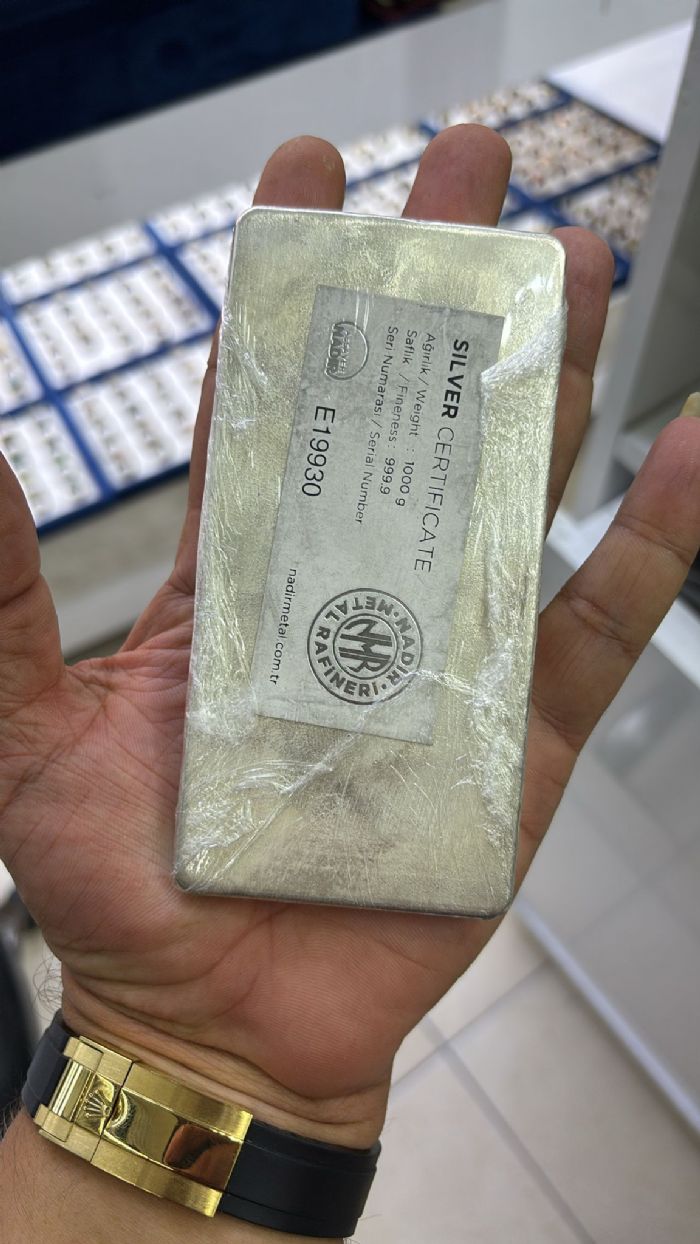 SILVER CERTIFICATE
Ağırlık / Weight : 1000 g
Saflık / Fineness : 999.9
Seri Numarası / Serial Number
E19930
NADİR METAL RAFİNERİ
NMR
nadirmetal.com.tr